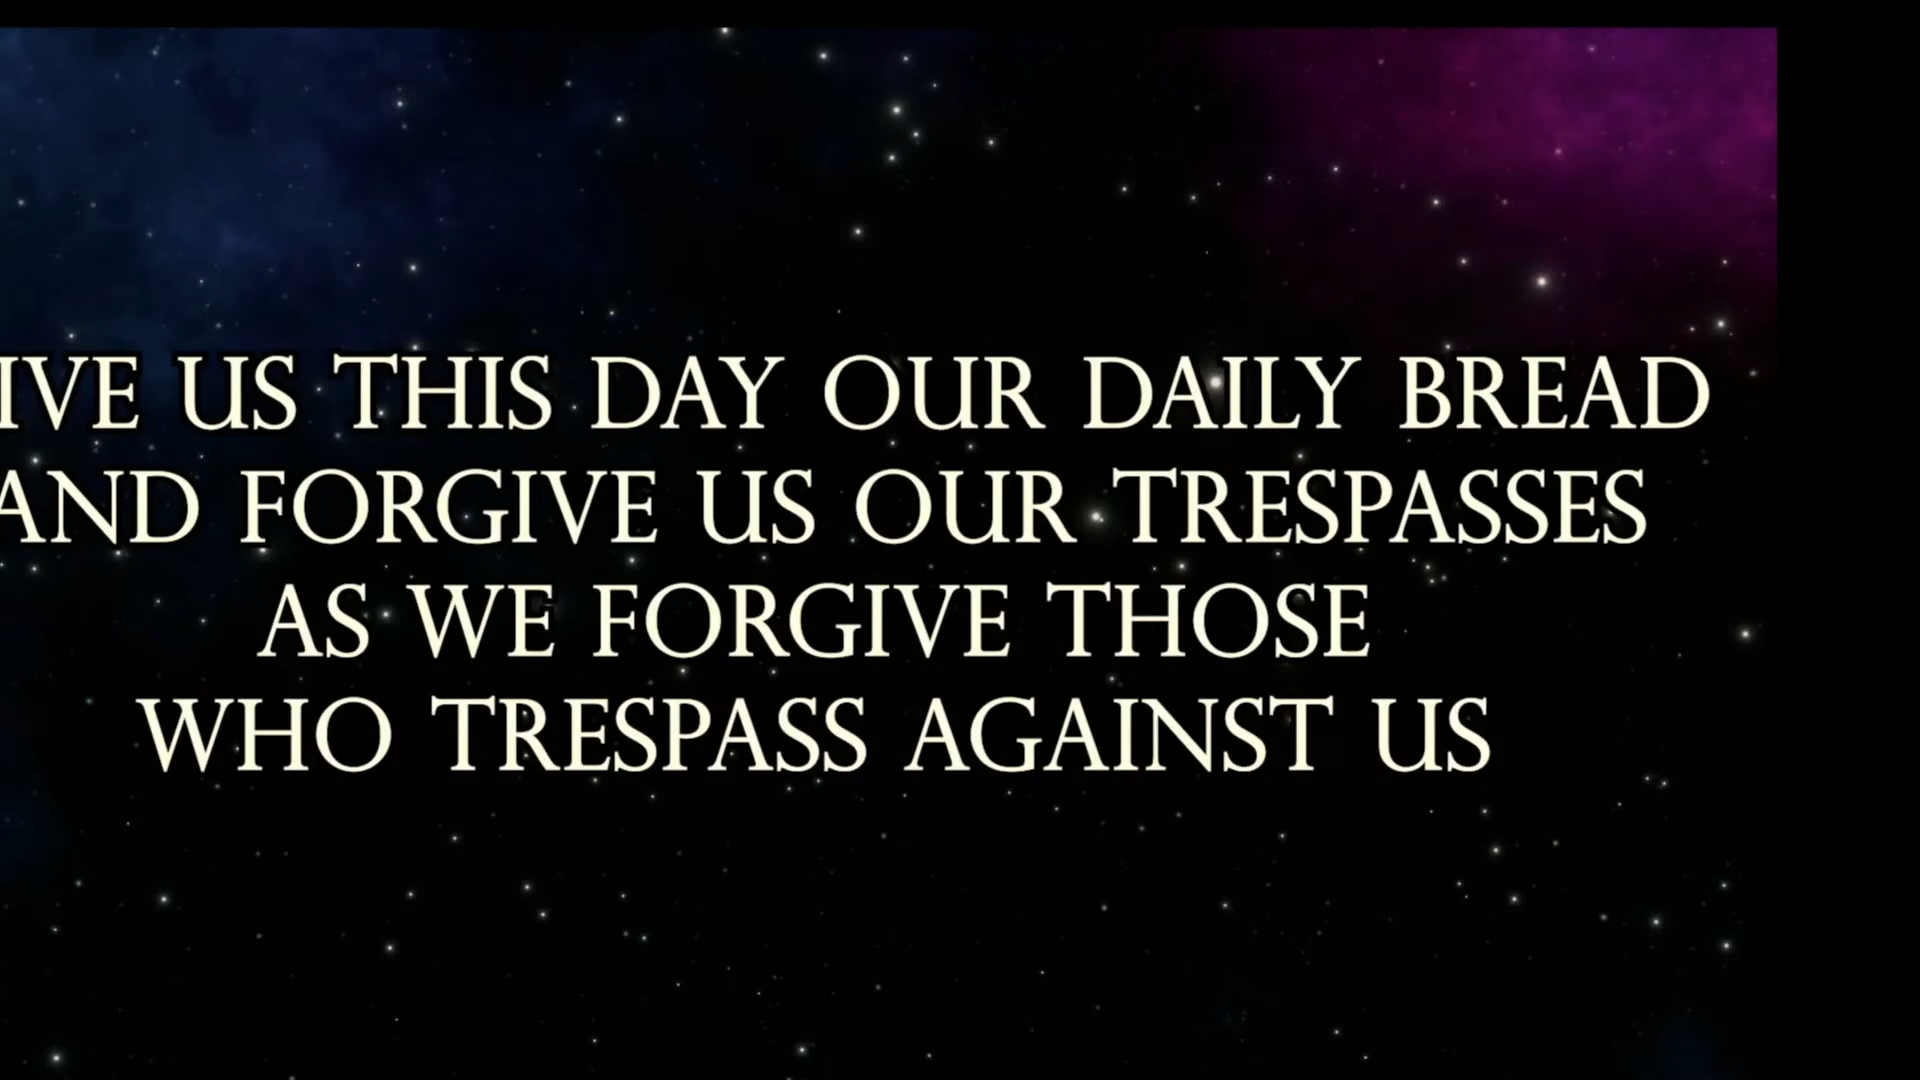 IVE US THIS DAY OUR DAILY BREAD
AND FORGIVE US OUR TRESPASSES
AS WE FORGIVE THOSE
WHO TRESPASS AGAINST US